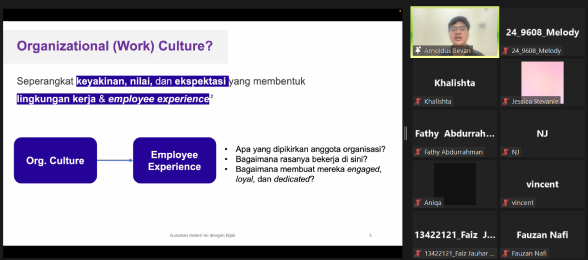 Organizational (Work) Culture?
Seperangkat keyakinan, nilai, dan ekspektasi yang membentuk
lingkungan kerja & employee experience
Org. Culture
Employee
Experience
• Apa yang dipikirkan anggota organisasi?
• Bagaimana rasanya bekerja di sini?
• Bagaimana membuat mereka engaged,
loyal, dan dedicated?
Gunakan materi ini dengan bijak
5
Arnoldus Bevan
24_9608_Melody
24_9608_Melody
Khalishta
Khalishta
Jessica Stevanie
Fathy Abdurrah...
Fathy Abdurrahman
NJ
NJ
Aniqa
vincent
vincent
13422121_Faiz J...
13422121_Faiz Jauhar ...
Fauzan Nafi
Fauzan Nafi